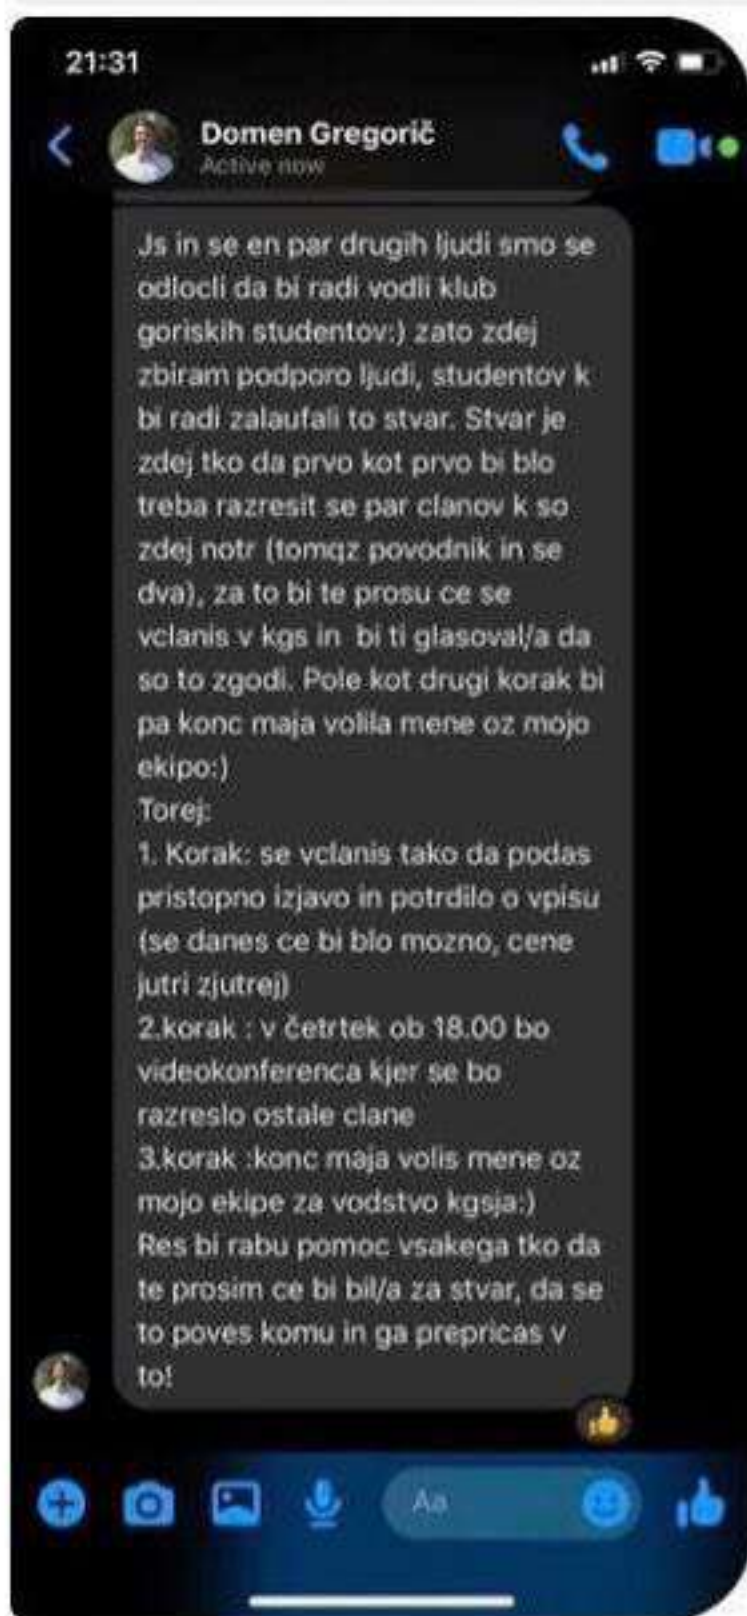 21:31
Domen Gregorič
Active now
Js in se en par drugih ljudi smo se
odlocli da bi radi vodli klub
goriskih studentov:) zato zdej
zbiram podporo ljudi, studentov k
bi radi zalaufali to stvar. Stvar je
zdej tko da prvo kot prvo bi blo
treba razresit se par clanov k so
zdej notr (tomqz povodnik in se
dva), za to bi te prosu ce se
vclanis v kgs in bi ti glasoval/a da
so to zgodi. Pole kot drugi korak bi
pa konc maja volila mene oz mojo
ekipo:)
Torej:
1. Korak: se vclanis tako da podas
pristopno izjavo in potrdilo o vpisu
(se danes ce bi blo mozno, cene
jutri zjutrej)
2.korak : v četrtek ob 18.00 bo
videokonferenca kjer se bo
razreslo ostale clane
3.korak :konc maja volis mene oz
mojo ekipe za vodstvo kgsja:)
Res bi rabu pomoc vsakega tko da
te prosim ce bi bil/a za stvar, da se
to poves komu in ga prepricas v
to!
Aa